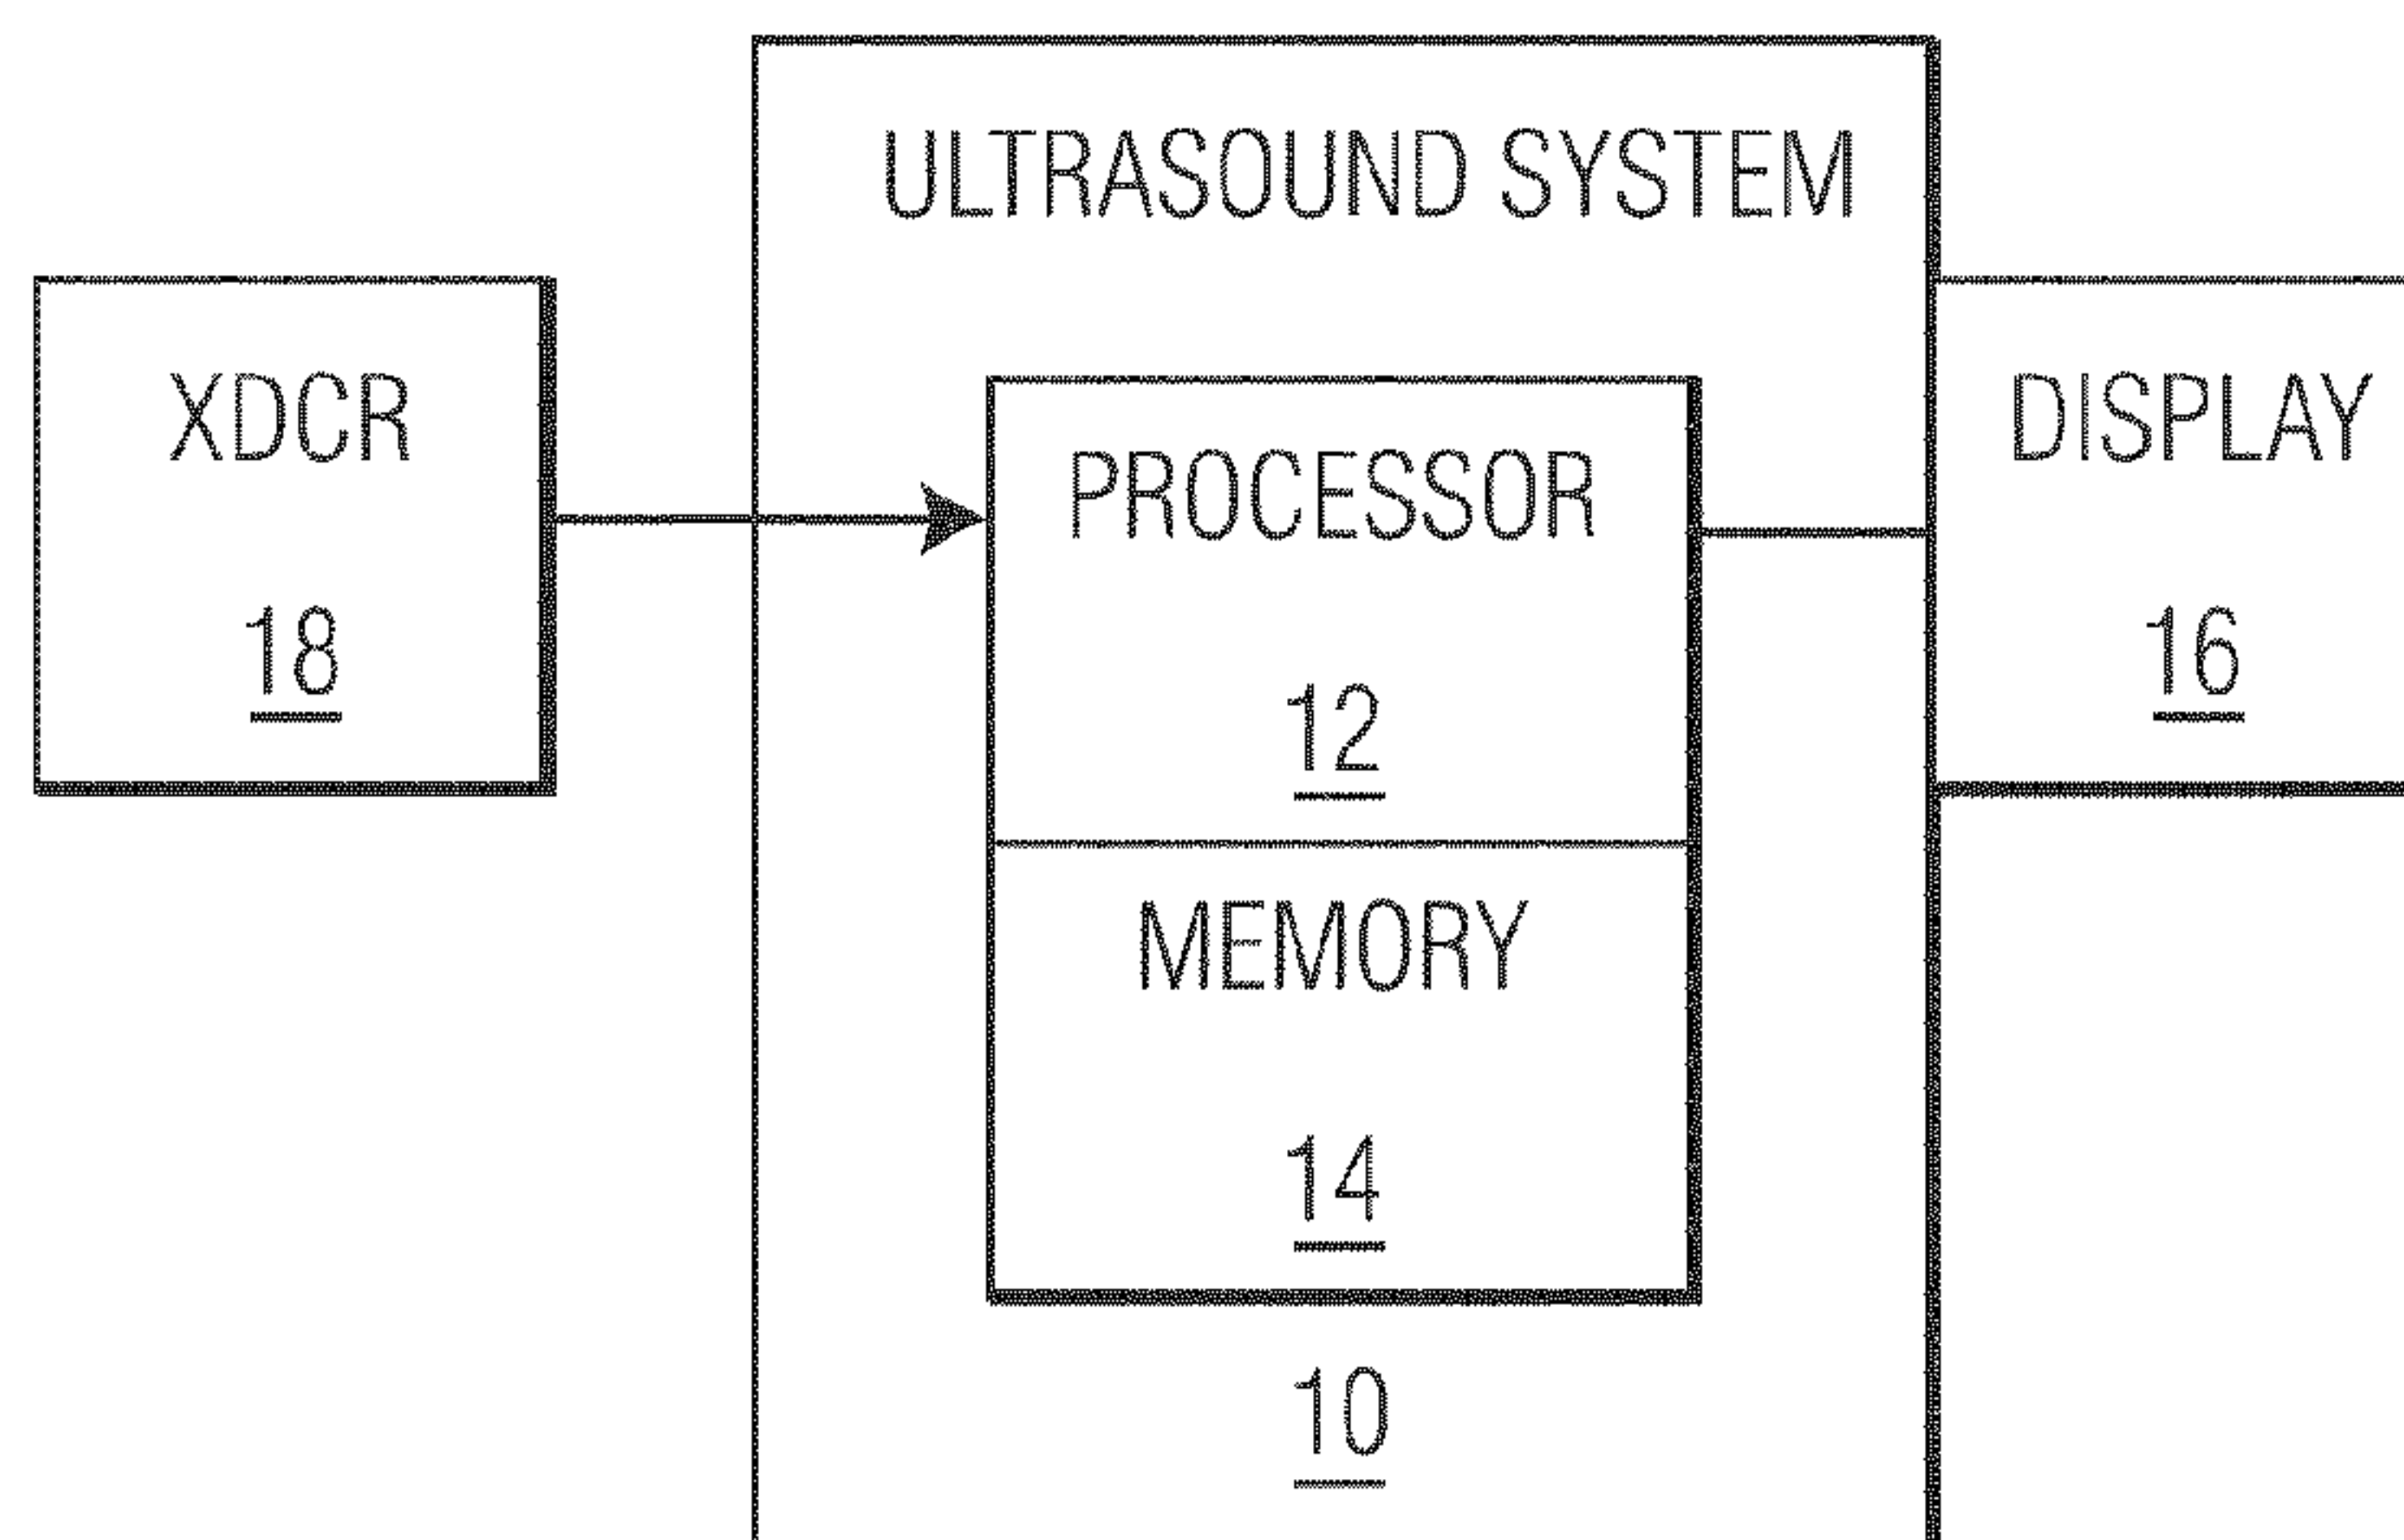 ULTRASOUND SYSTEM
XDCR
18
PROCESSOR
12
MEMORY
14
10
DISPLAY
16